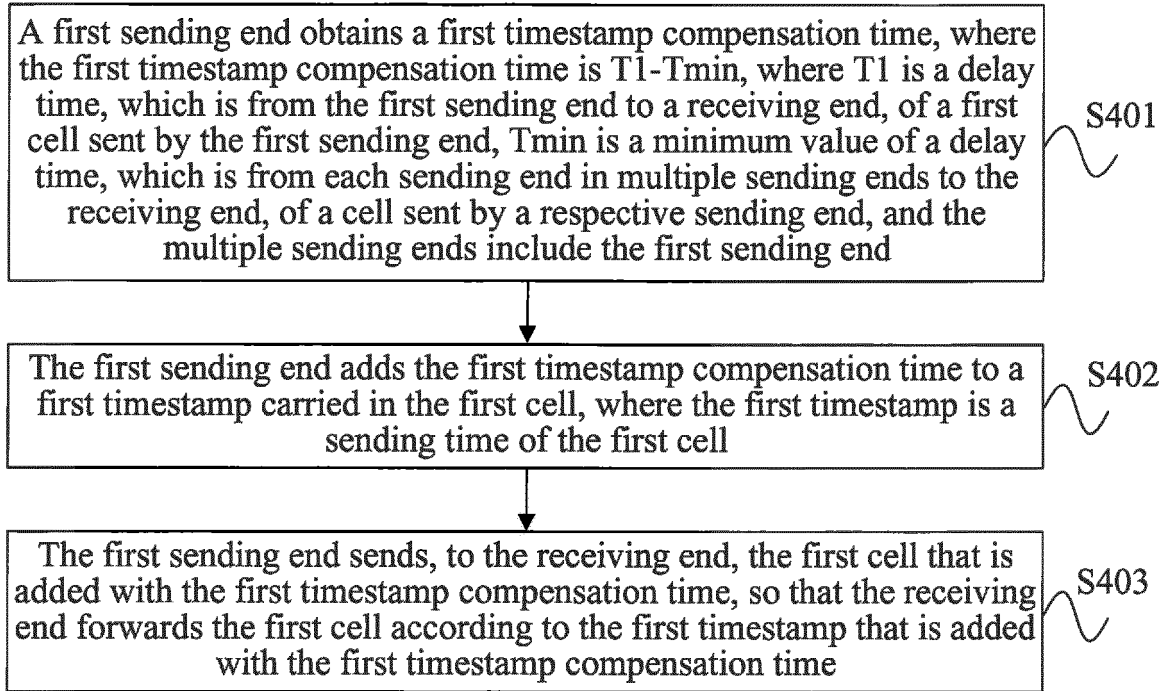 A first sending end obtains a first timestamp compensation time, where
the first timestamp compensation time is T1-Tmin, where T1 is a delay
time, which is from the first sending end to a receiving end, of a first
cell sent by the first sending end, Tmin is a minimum value of a delay
time, which is from each sending end in multiple sending ends to the
receiving end, of a cell sent by a respective sending end, and the
multiple sending ends include the first sending end
S401
The first sending end adds the first timestamp compensation time to a
first timestamp carried in the first cell, where the first timestamp is a
sending time of the first cell
S402
The first sending end sends, to the receiving end, the first cell that is
added with the first timestamp compensation time, so that the receiving
end forwards the first cell according to the first timestamp that is added
with the first timestamp compensation time
S403